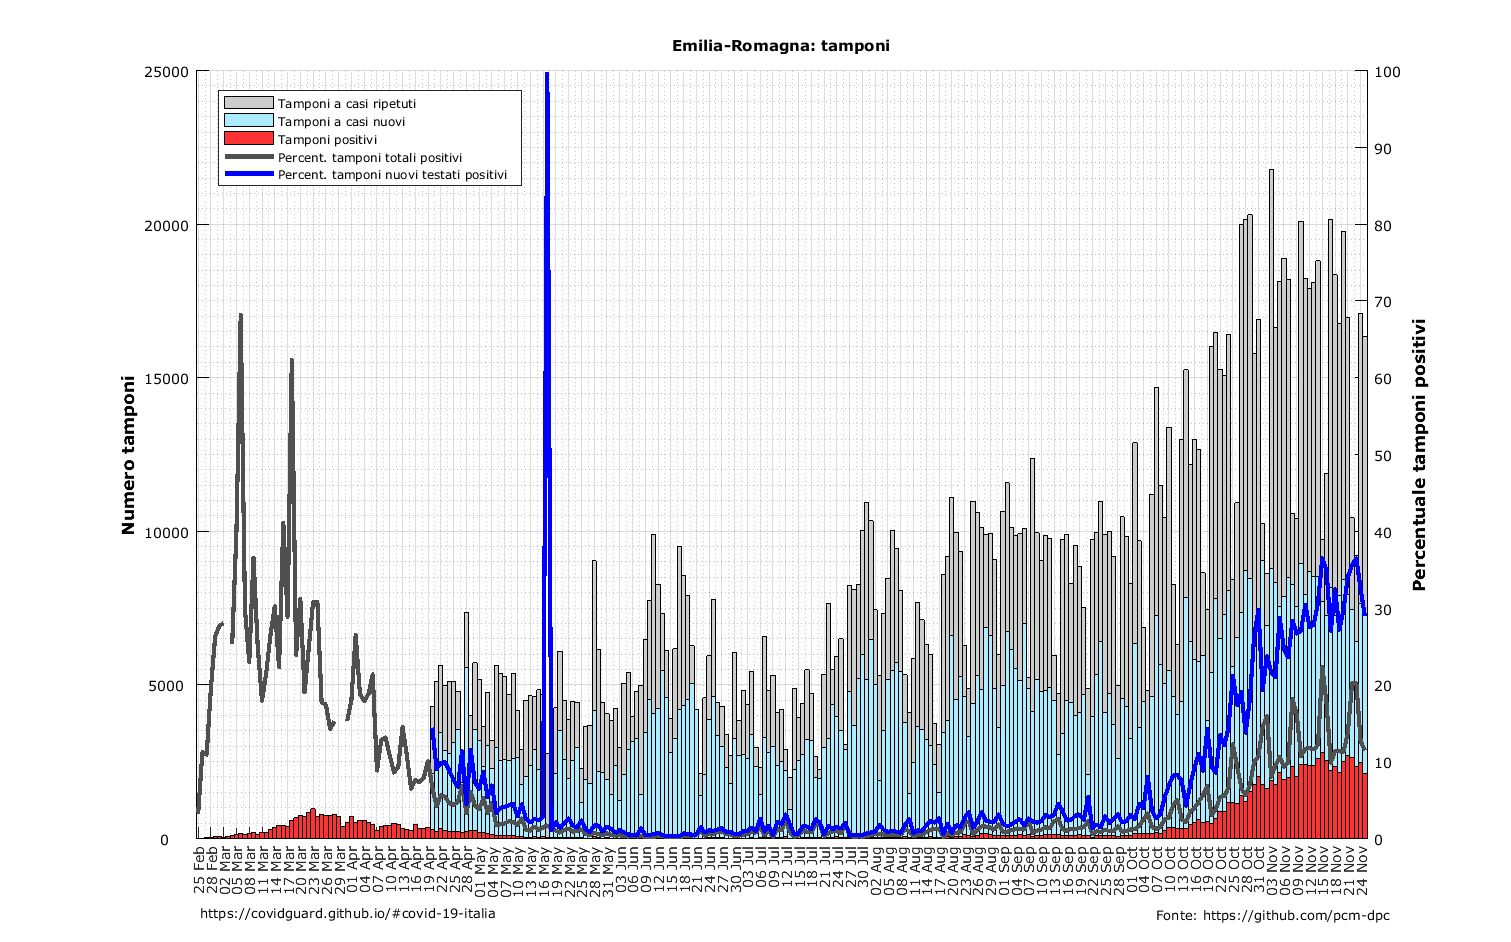 Emilia-Romagna: tamponi
Tamponi a casi ripetuti
Tamponi a casi nuovi
Tamponi positivi
Percent. tamponi totali positivi
Percent. tamponi nuovi testati positivi
Numero tamponi
25000
20000
15000
10000
5000
0
Percentuale tamponi positivi
100
90
80
70
60
50
40
30
20
10
0
25 Feb
28 Feb
02 Mar
05 Mar
08 Mar
11 Mar
14 Mar
17 Mar
20 Mar
23 Mar
26 Mar
29 Mar
01 Apr
04 Apr
07 Apr
10 Apr
13 Apr
16 Apr
19 Apr
22 Apr
25 Apr
28 Apr
01 May
04 May
07 May
10 May
13 May
16 May
19 May
22 May
25 May
28 May
31 May
03 Jun
06 Jun
09 Jun
12 Jun
15 Jun
18 Jun
21 Jun
24 Jun
27 Jun
30 Jun
03 Jul
06 Jul
09 Jul
12 Jul
15 Jul
18 Jul
21 Jul
24 Jul
27 Jul
30 Jul
02 Aug
05 Aug
08 Aug
11 Aug
14 Aug
17 Aug
20 Aug
23 Aug
26 Aug
29 Aug
01 Sep
04 Sep
07 Sep
10 Sep
13 Sep
16 Sep
19 Sep
22 Sep
25 Sep
28 Sep
01 Oct
04 Oct
07 Oct
10 Oct
13 Oct
16 Oct
19 Oct
22 Oct
25 Oct
28 Oct
31 Oct
03 Nov
06 Nov
09 Nov
12 Nov
15 Nov
18 Nov
21 Nov
24 Nov
https://covidguard.github.io/#covid-19-italia
Fonte: https://github.com/pcm-dpc